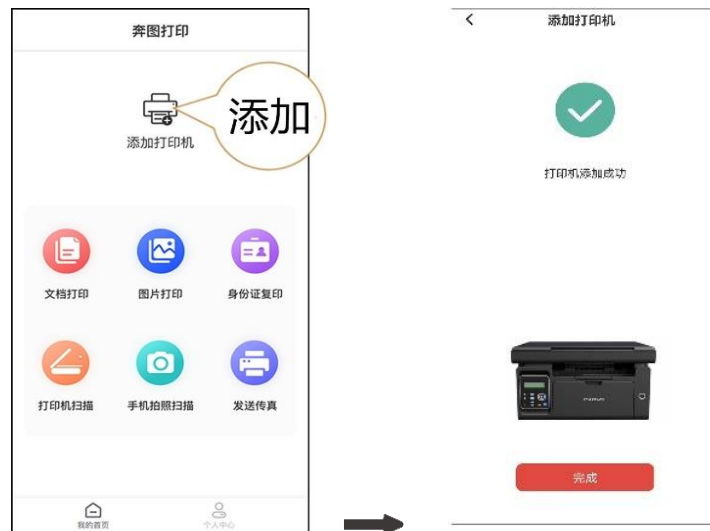 奔图打印
添加
添加打印机
文档打印
图片打印
身份证复印
打印机扫描
手机拍照扫描
发送传真
我的首页
个人中心
添加打印机
打印机添加成功
PANTUM
完成